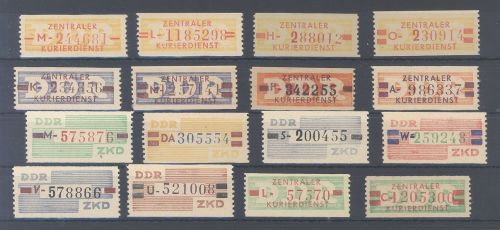 ZENTRALER
M-244681
KURIERDIENST
ZENTRALER
L-1185298
KURIERDIENST
ZENTRALER
H-288012
KURIERDIENST
ZENTRALER
O-230914
KURIERDIENST
ZENTRALER
KURIERDIENST
ZENTRALER
KURIERDIENST
ZENTRALER
342255
KURIERDIENST
ZENTRALER
A-986337
KURIERDIENST
DDR
M-575876
ZKD
DDR
DA 305554
ZKD
DDR
S-200455
ZKD
DDR
W-259248
ZKD
DDR
V-578866
ZKD
DDR
U-521008
ZKD
ZENTRALER
L-57570
KURIERDIENST
ZENTRALER
C-1205300
KURIERDIENST